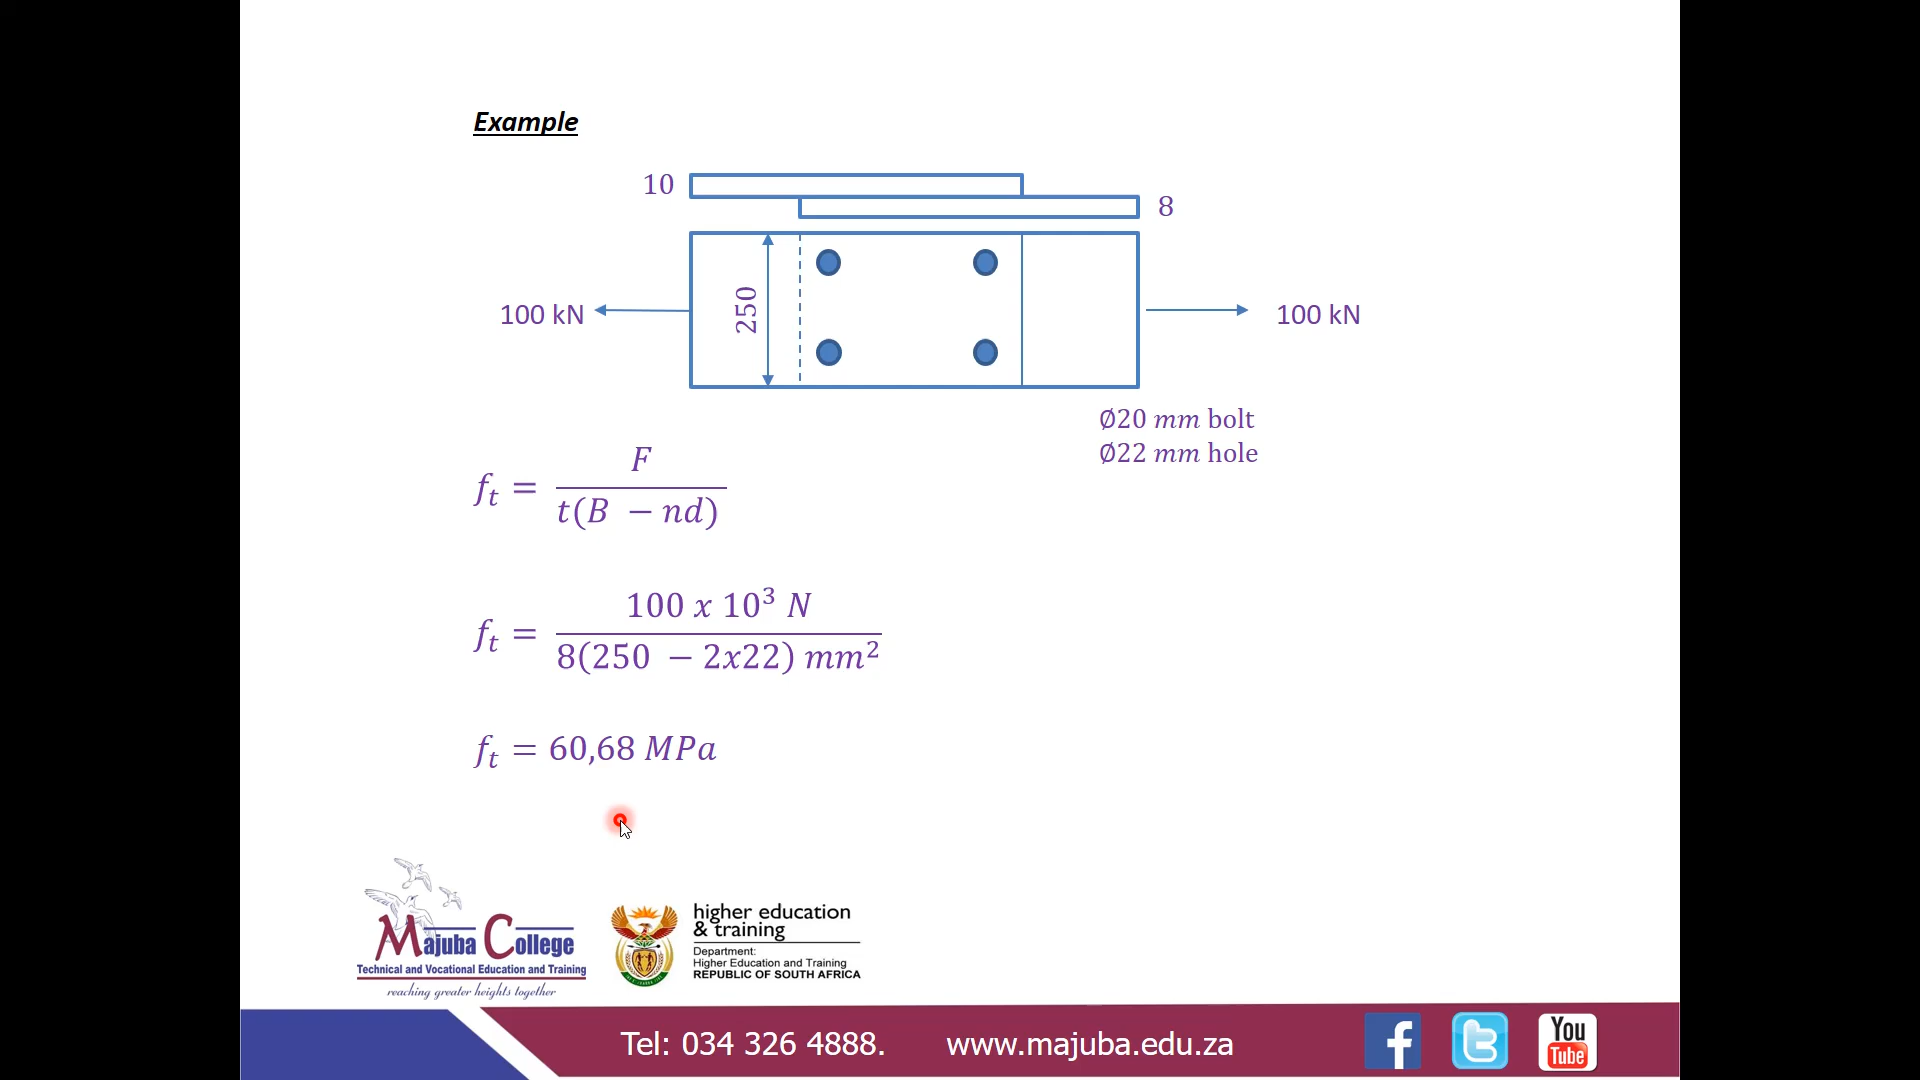 Example
10
8
250
100 kN
100 kN
∅20 mm bolt
∅22 mm hole
f_t = F / t(B − nd)
f_t = 100 x 10³ N / 8(250 − 2x22) mm²
f_t = 60,68 MPa
Majuba College
Technical and Vocational Education and Training
reaching greater heights together
higher education
& training
Department:
Higher Education and Training
REPUBLIC OF SOUTH AFRICA
Tel: 034 326 4888. www.majuba.edu.za
f
t
You
Tube